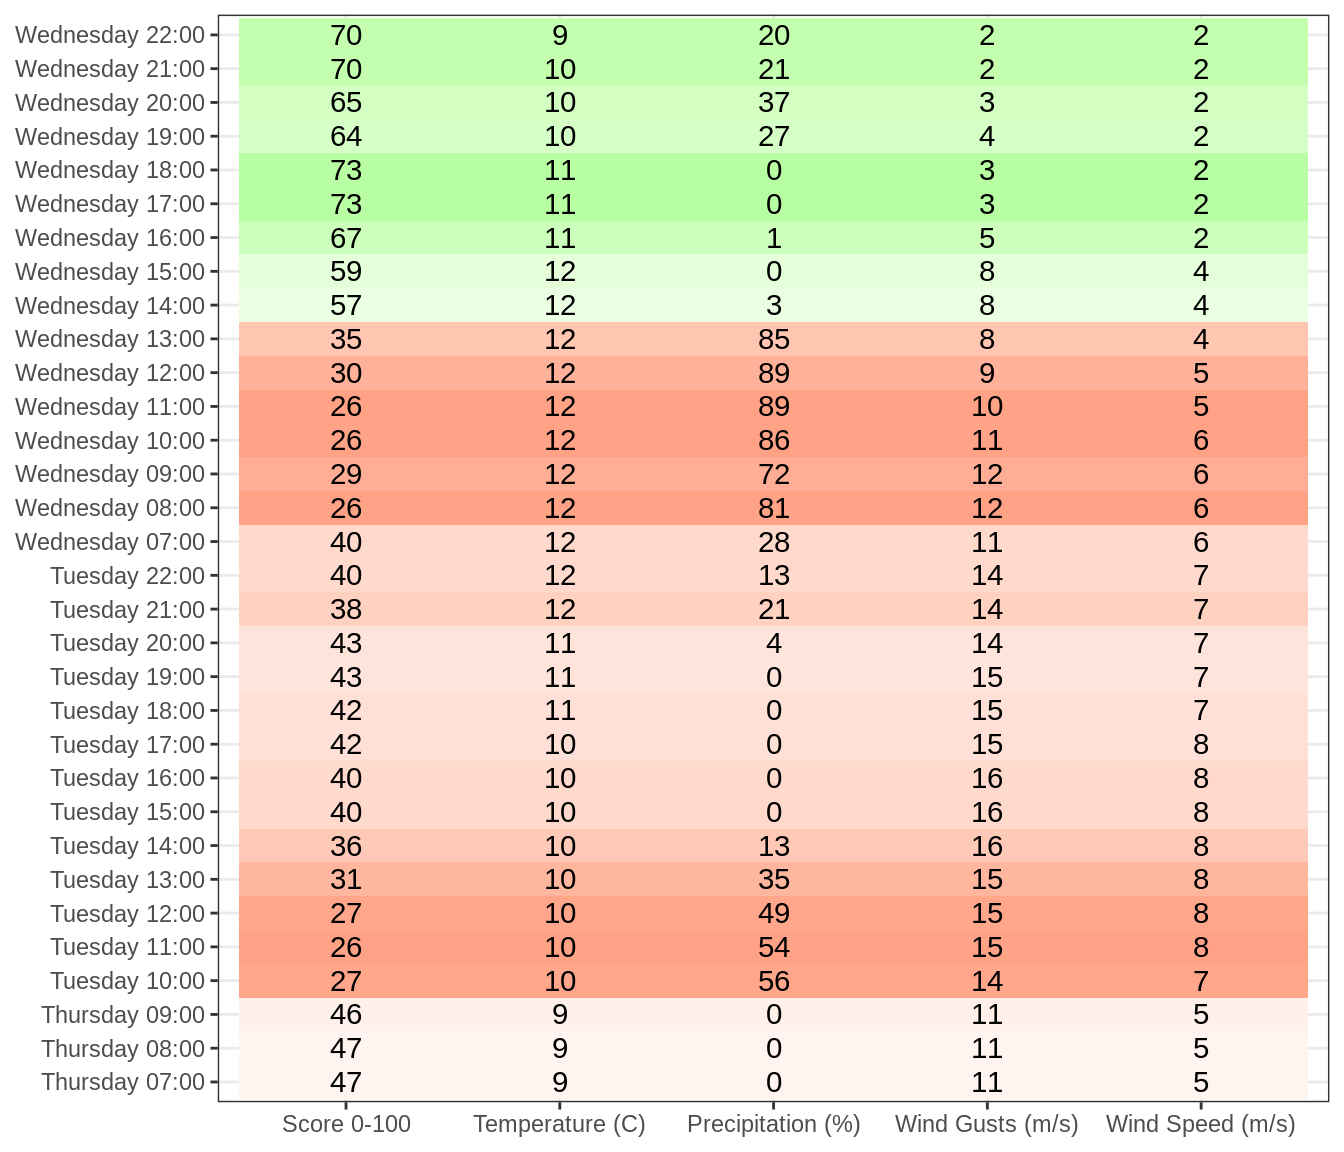 Wednesday 22:00 70 9 20 2 2
Wednesday 21:00 70 10 21 2 2
Wednesday 20:00 65 10 37 3 2
Wednesday 19:00 64 10 27 4 2
Wednesday 18:00 73 11 0 3 2
Wednesday 17:00 73 11 0 3 2
Wednesday 16:00 67 11 1 5 2
Wednesday 15:00 59 12 0 8 4
Wednesday 14:00 57 12 3 8 4
Wednesday 13:00 35 12 85 8 4
Wednesday 12:00 30 12 89 9 5
Wednesday 11:00 26 12 89 10 5
Wednesday 10:00 26 12 86 11 6
Wednesday 09:00 29 12 72 12 6
Wednesday 08:00 26 12 81 12 6
Wednesday 07:00 40 12 28 11 6
Tuesday 22:00 40 12 13 14 7
Tuesday 21:00 38 12 21 14 7
Tuesday 20:00 43 11 4 14 7
Tuesday 19:00 43 11 0 15 7
Tuesday 18:00 42 11 0 15 7
Tuesday 17:00 42 10 0 15 8
Tuesday 16:00 40 10 0 16 8
Tuesday 15:00 40 10 0 16 8
Tuesday 14:00 36 10 13 16 8
Tuesday 13:00 31 10 35 15 8
Tuesday 12:00 27 10 49 15 8
Tuesday 11:00 26 10 54 15 8
Tuesday 10:00 27 10 56 14 7
Thursday 09:00 46 9 0 11 5
Thursday 08:00 47 9 0 11 5
Thursday 07:00 47 9 0 11 5
Score 0-100 Temperature (C) Precipitation (%) Wind Gusts (m/s) Wind Speed (m/s)